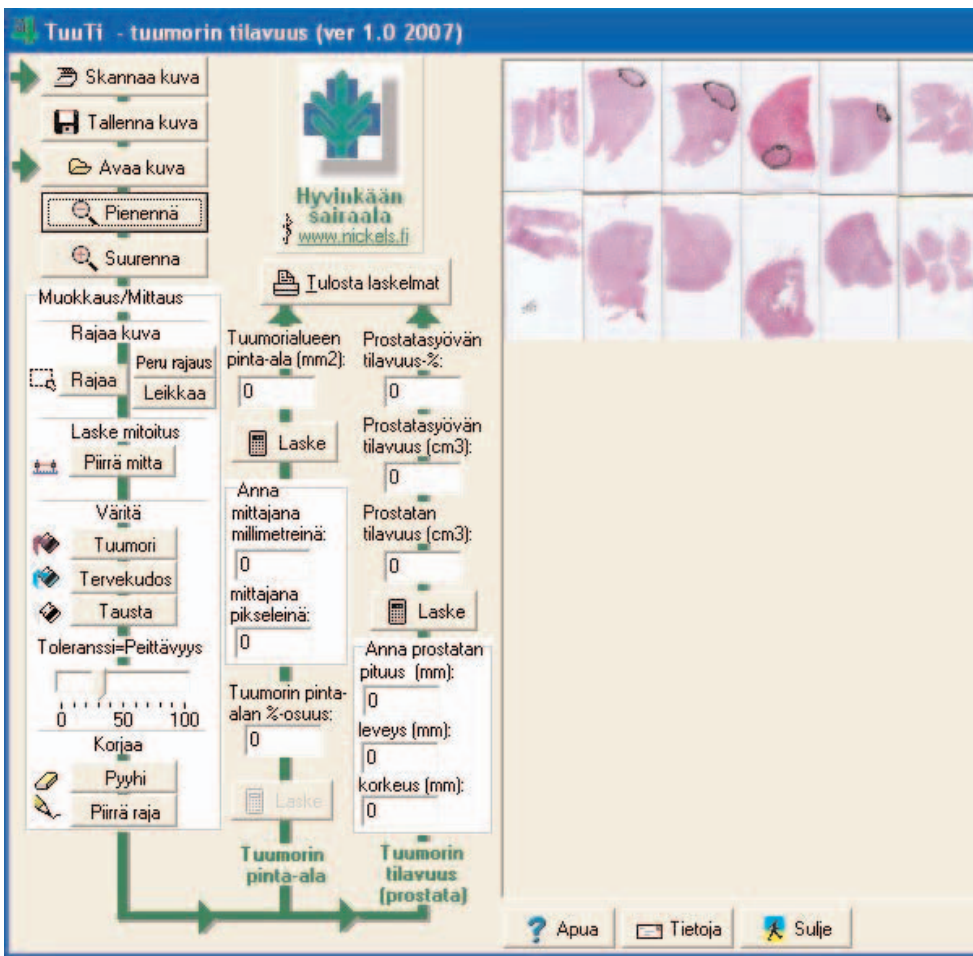 TuuTi - tuumorin tilavuus (ver 1.0 2007)
Skannaa kuva
Tallenna kuva
Avaa kuva
Pienennä
Suurenna
Muokkaus/Mittaus
Rajaa kuva
Rajaa
Peru rajaus
Leikkaa
Laske mitoitus
Piirrä mitta
Väritä
Tuumori
Tervekudos
Tausta
Toleranssi=Peittävyys
0 50 100
Korjaa
Pyyhi
Piirrä raja
Hyvinkään
sairaala
www.nickels.fi
Tulosta laskelmat
Tuumorialueen
pinta-ala (mm2):
0
Laske
Anna
mittajana
millimetreinä:
0
mittajana
pikseleinä:
0
Tuumorin pinta-
alan %-osuus:
0
Laske
Tuumorin
pinta-ala
Prostatasyövän
tilavuus-%:
0
Prostatasyövän
tilavuus (cm3):
0
Prostatan
tilavuus (cm3):
0
Laske
Anna prostatan
pituus (mm):
0
leveys (mm):
0
korkeus (mm):
0
Tuumorin
tilavuus
(prostata)
Apua
Tietoja
Sulje